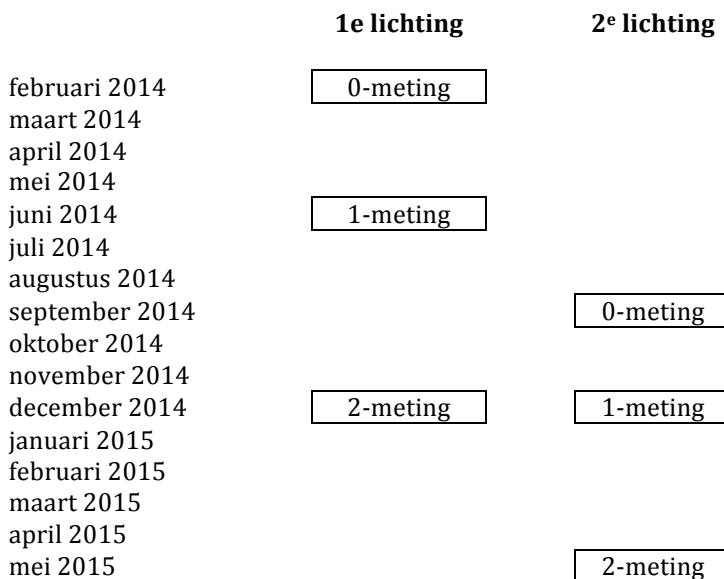 1e lichting 2e lichting
februari 2014 0-meting
maart 2014
april 2014
mei 2014
juni 2014 1-meting
juli 2014
augustus 2014
september 2014 0-meting
oktober 2014
november 2014
december 2014 2-meting 1-meting
januari 2015
februari 2015
maart 2015
april 2015
mei 2015 2-meting